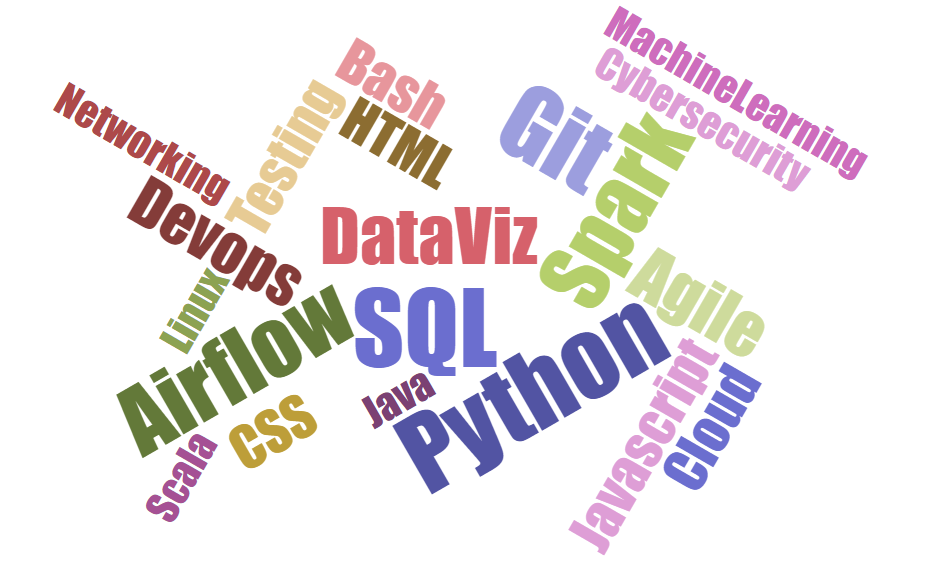 MachineLearning
Cybersecurity
Bash
Networking
Testing
HTML
Git
Spark
Devops
DataViz
Linux
Agile
SQL
Airflow
Python
Java
Javascript
Cloud
CSS
Scala